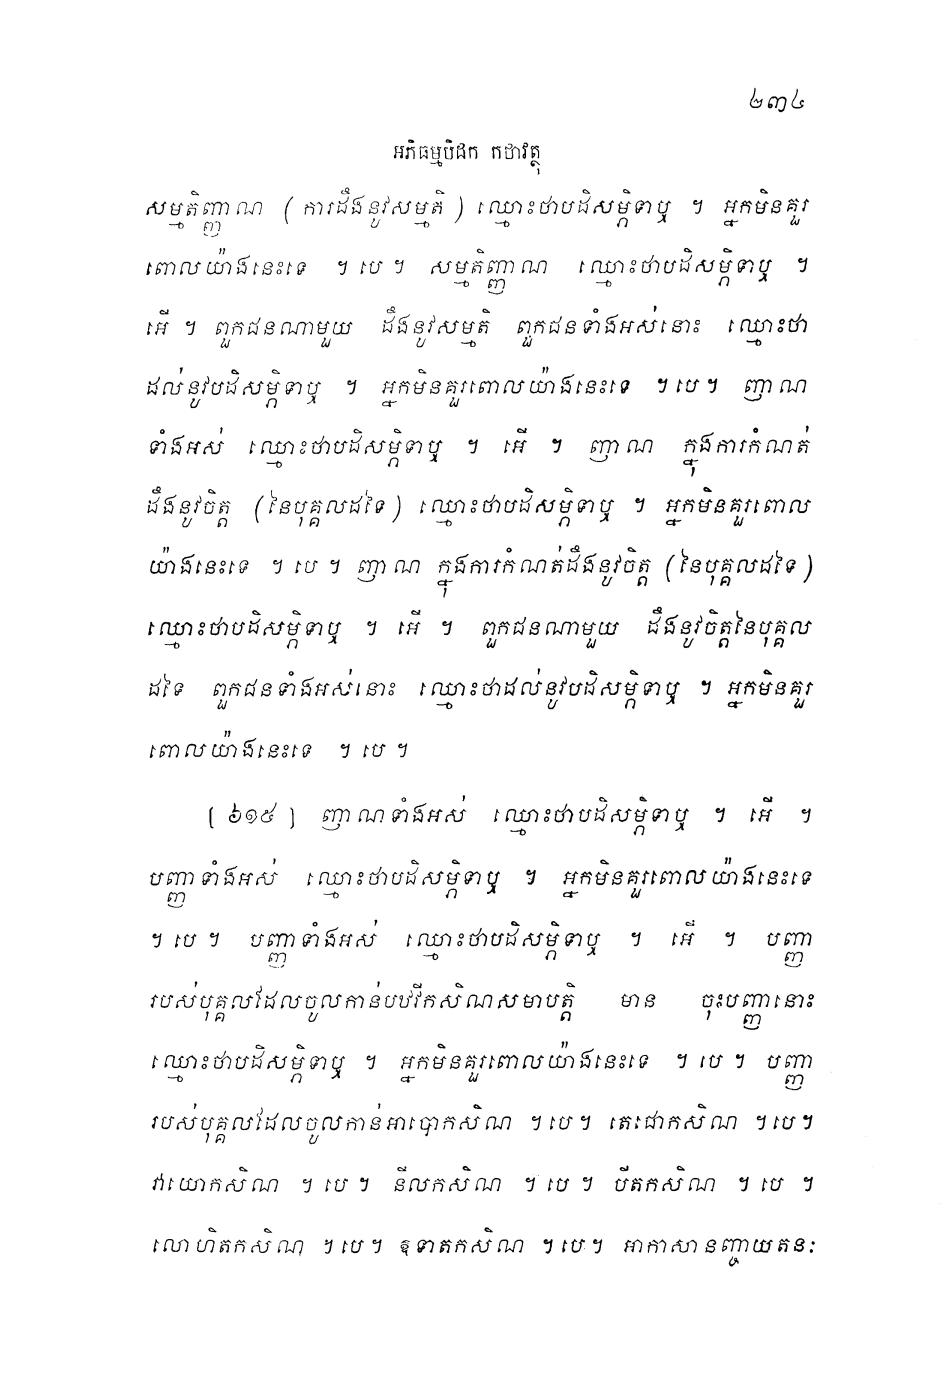 ២៣៤
អភិធម្មបិដក កថាវត្ថុ
សម្មតិញ្ញាណ ( ការដឹងនូវសម្មតិ ) ឈ្មោះថាបដិសម្ភិទាឬ ។ អ្នកមិនគួរ
ពោលយ៉ាងនេះទេ ។ បេ ។ សម្មតិញ្ញាណ ឈ្មោះថាបដិសម្ភិទាឬ ។
អើ ។ ពួកជនណាមួយ ដឹងនូវសម្មតិ ពួកជនទាំងអស់នោះ ឈ្មោះថា
ដល់នូវបដិសម្ភិទាឬ ។ អ្នកមិនគួរពោលយ៉ាងនេះទេ ។ បេ ។ ញាណ
ទាំងអស់ ឈ្មោះថាបដិសម្ភិទាឬ ។ អើ ។ ញាណ ក្នុងការកំណត់
ដឹងនូវចិត្ត (នៃបុគ្គលដទៃ) ឈ្មោះថាបដិសម្ភិទាឬ ។ អ្នកមិនគួរពោល
យ៉ាងនេះទេ ។ បេ ។ ញាណ ក្នុងការកំណត់ដឹងនូវចិត្ត (នៃបុគ្គលដទៃ)
ឈ្មោះថាបដិសម្ភិទាឬ ។ អើ ។ ពួកជនណាមួយ ដឹងនូវចិត្តនៃបុគ្គល
ដទៃ ពួកជនទាំងអស់នោះ ឈ្មោះថាដល់នូវបដិសម្ភិទាឬ ។ អ្នកមិនគួរ
ពោលយ៉ាងនេះទេ ។ បេ ។
[ ៦១៥ ] ញាណទាំងអស់ ឈ្មោះថាបដិសម្ភិទាឬ ។ អើ ។
បញ្ញាទាំងអស់ ឈ្មោះថាបដិសម្ភិទាឬ ។ អ្នកមិនគួរពោលយ៉ាងនេះទេ
។ បេ ។ បញ្ញាទាំងអស់ ឈ្មោះថាបដិសម្ភិទាឬ ។ អើ ។ បញ្ញា
របស់បុគ្គលដែលចូលកាន់បឋវីកសិណសមាបត្តិ មាន ចុះបញ្ញានោះ
ឈ្មោះថាបដិសម្ភិទាឬ ។ អ្នកមិនគួរពោលយ៉ាងនេះទេ ។ បេ ។ បញ្ញា
របស់បុគ្គលដែលចូលកាន់អាបោកសិណ ។ បេ ។ តេជោកសិណ ។ បេ ។
វាយោកសិណ ។ បេ ។ នីលកសិណ ។ បេ ។ បីតកសិណ ។ បេ ។
លោហិតកសិណ ។ បេ ។ ឱទាតកសិណ ។ បេ ។ អាកាសានញ្ចាយតនៈ